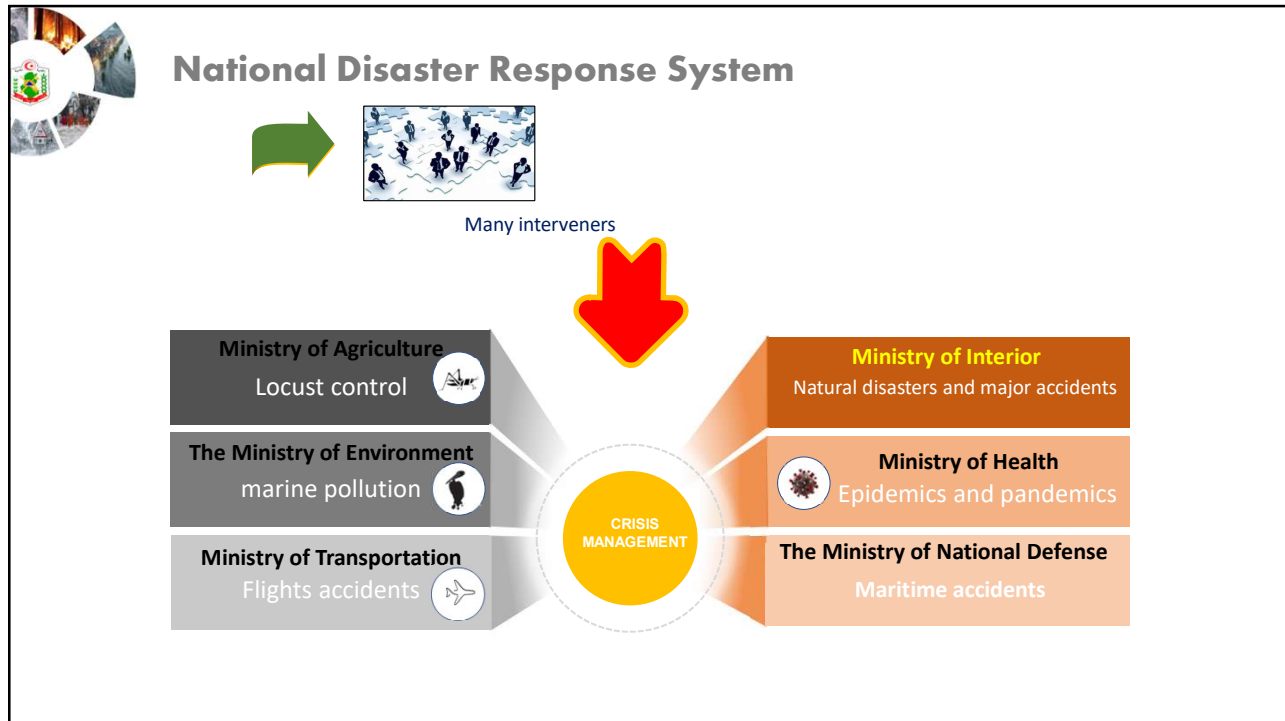 National Disaster Response System
Many interveners
Ministry of Agriculture
Locust control
The Ministry of Environment
marine pollution
Ministry of Transportation
Flights accidents
CRISIS
MANAGEMENT
Ministry of Interior
Natural disasters and major accidents
Ministry of Health
Epidemics and pandemics
The Ministry of National Defense
Maritime accidents